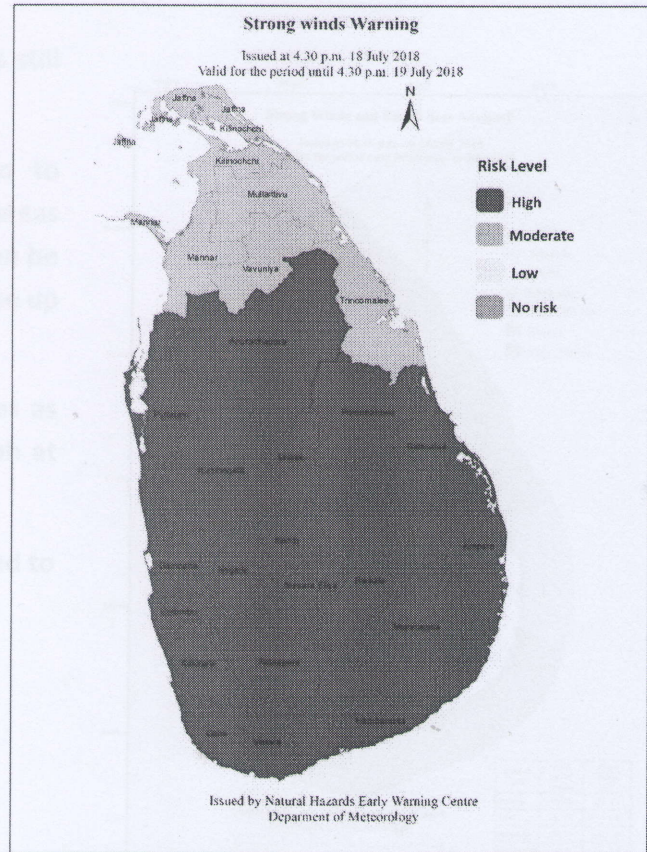 Strong winds Warning
Issued at 4.30 p.m. 18 July 2018
Valid for the period until 4.30 p.m. 19 July 2018
N
Jaffna
Jaffna
Jaffna
Kilinochchi
Jaffna
Kilinochchi
Mullaitivu
Mannar
Mannar
Vavuniya
Trincomalee
Risk Level
High
Moderate
Low
No risk
Anuradhapura
Puttalam
Polonnaruwa
Kurunegala
Kandy
Ampara
Gampaha
Kegalle
Nuwara Eliya
Badulla
Colombo
Monaragala
Kalutara
Ratnapura
Hambantota
Galle
Matara
Issued by Natural Hazards Early Warning Centre
Deparment of Meteorology